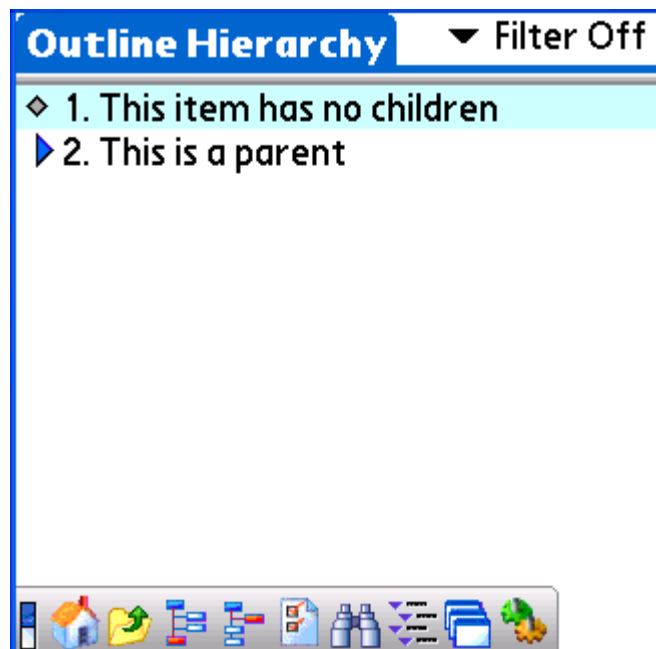 Outline Hierarchy Filter Off
1. This item has no children
2. This is a parent